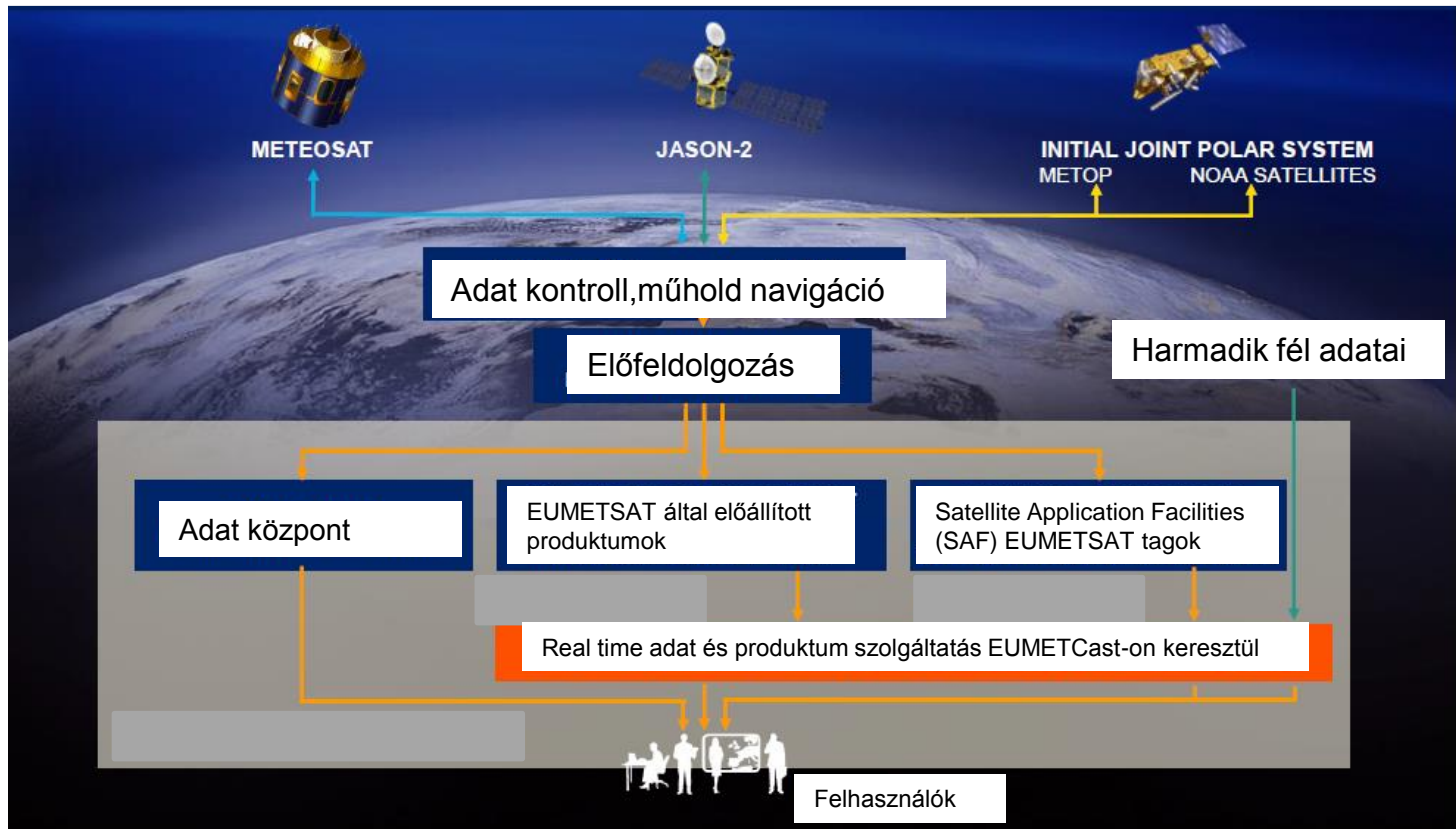 METEOSAT
JASON-2
INITIAL JOINT POLAR SYSTEM
METOP NOAA SATELLITES
Adat kontroll,műhold navigáció
Előfeldolgozás
Harmadik fél adatai
Adat központ
EUMETSAT által előállított
produktumok
Satellite Application Facilities
(SAF) EUMETSAT tagok
Real time adat és produktum szolgáltatás EUMETCast-on keresztül
Felhasználók